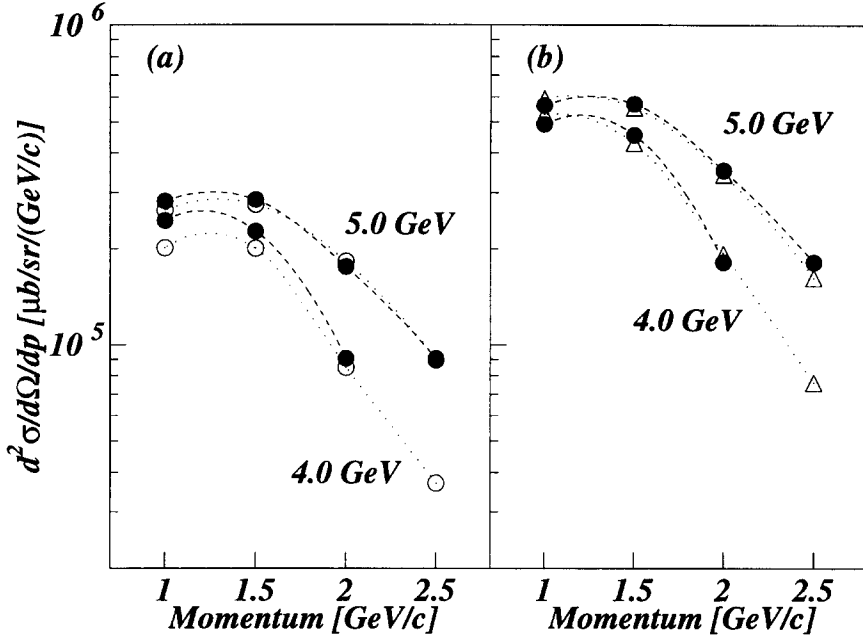 10^6
(a)
(b)
5.0 GeV
5.0 GeV
4.0 GeV
10^5
4.0 GeV
d^2σ/dΩ/dp [μb/sr/(GeV/c)]
1 1.5 2 2.5
1 1.5 2 2.5
Momentum [GeV/c]
Momentum [GeV/c]